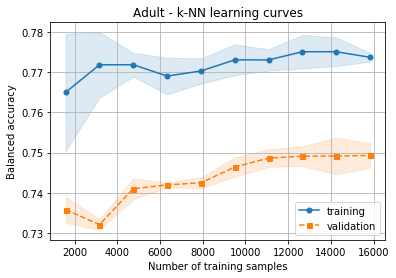 Adult - k-NN learning curves
0.78
0.77
0.76
0.75
0.74
0.73
Balanced accuracy
2000 4000 6000 8000 10000 12000 14000 16000
Number of training samples
training
validation